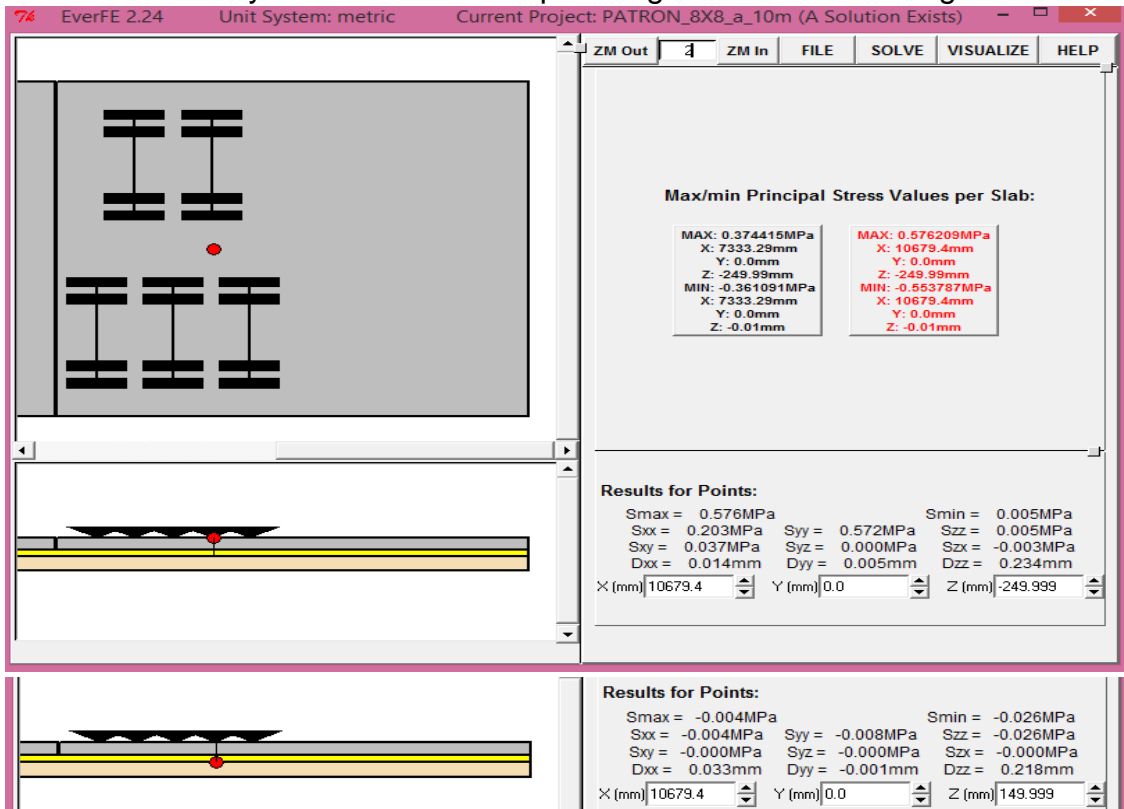 EverFE 2.24 Unit System: metric Current Project: PATRON_8X8_a_10m (A Solution Exists)
ZM Out 2 ZM In FILE SOLVE VISUALIZE HELP
Max/min Principal Stress Values per Slab:
MAX: 0.374415MPa
X: 7333.29mm
Y: 0.0mm
Z: -249.99mm
MIN: -0.361091MPa
X: 7333.29mm
Y: 0.0mm
Z: -0.01mm
MAX: 0.576209MPa
X: 10679.4mm
Y: 0.0mm
Z: -249.99mm
MIN: -0.553787MPa
X: 10679.4mm
Y: 0.0mm
Z: -0.01mm
Results for Points:
Smax = 0.576MPa Smin = 0.005MPa
Sxx = 0.203MPa Syy = 0.572MPa Szz = 0.005MPa
Sxy = 0.037MPa Syz = 0.000MPa Szx = -0.003MPa
Dxx = 0.014mm Dyy = 0.005mm Dzz = 0.234mm
X (mm) 10679.4 Y (mm) 0.0 Z (mm) -249.999
Results for Points:
Smax = -0.004MPa Smin = -0.026MPa
Sxx = -0.004MPa Syy = -0.008MPa Szz = -0.026MPa
Sxy = -0.000MPa Syz = -0.000MPa Szx = -0.000MPa
Dxx = 0.033mm Dyy = -0.001mm Dzz = 0.218mm
X (mm) 10679.4 Y (mm) 0.0 Z (mm) 149.999